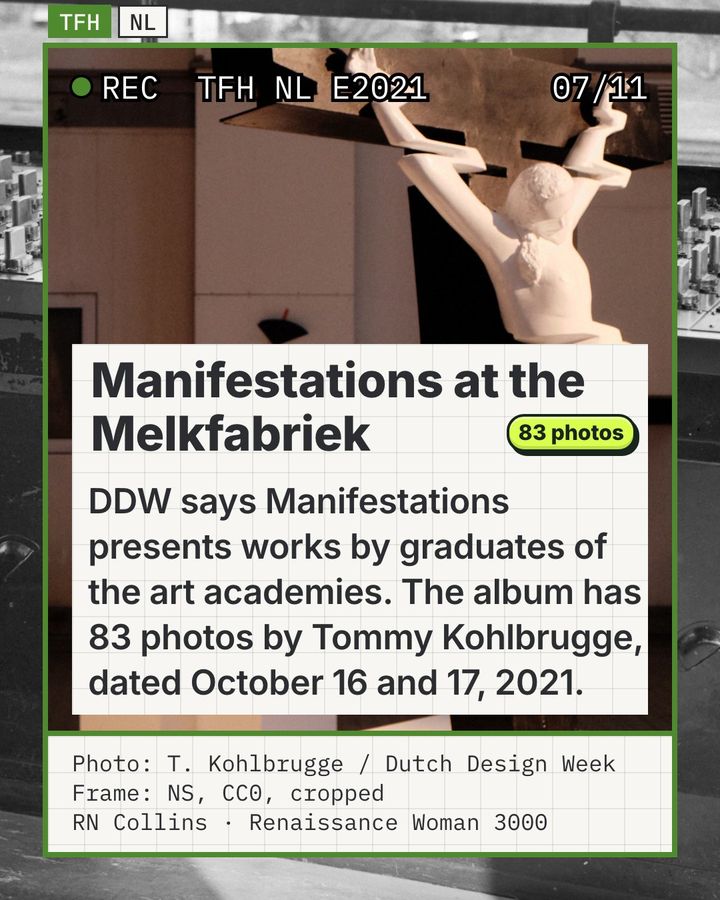 TFH NL
REC TFH NL E2021 07/11
Manifestations at the
Melkfabriek
83 photos
DDW says Manifestations
presents works by graduates of
the art academies. The album has
83 photos by Tommy Kohlbrugge,
dated October 16 and 17, 2021.
Photo: T. Kohlbrugge / Dutch Design Week
Frame: NS, CC0, cropped
RN Collins · Renaissance Woman 3000